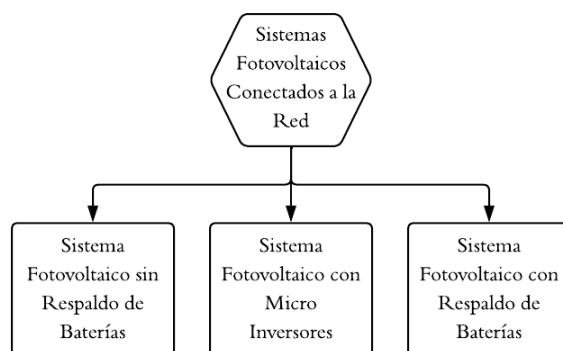 Sistemas
Fotovoltaicos
Conectados a la
Red
Sistema
Fotovoltaico sin
Respaldo de
Baterías
Sistema
Fotovoltaico con
Micro
Inversores
Sistema
Fotovoltaico con
Respaldo de
Baterías